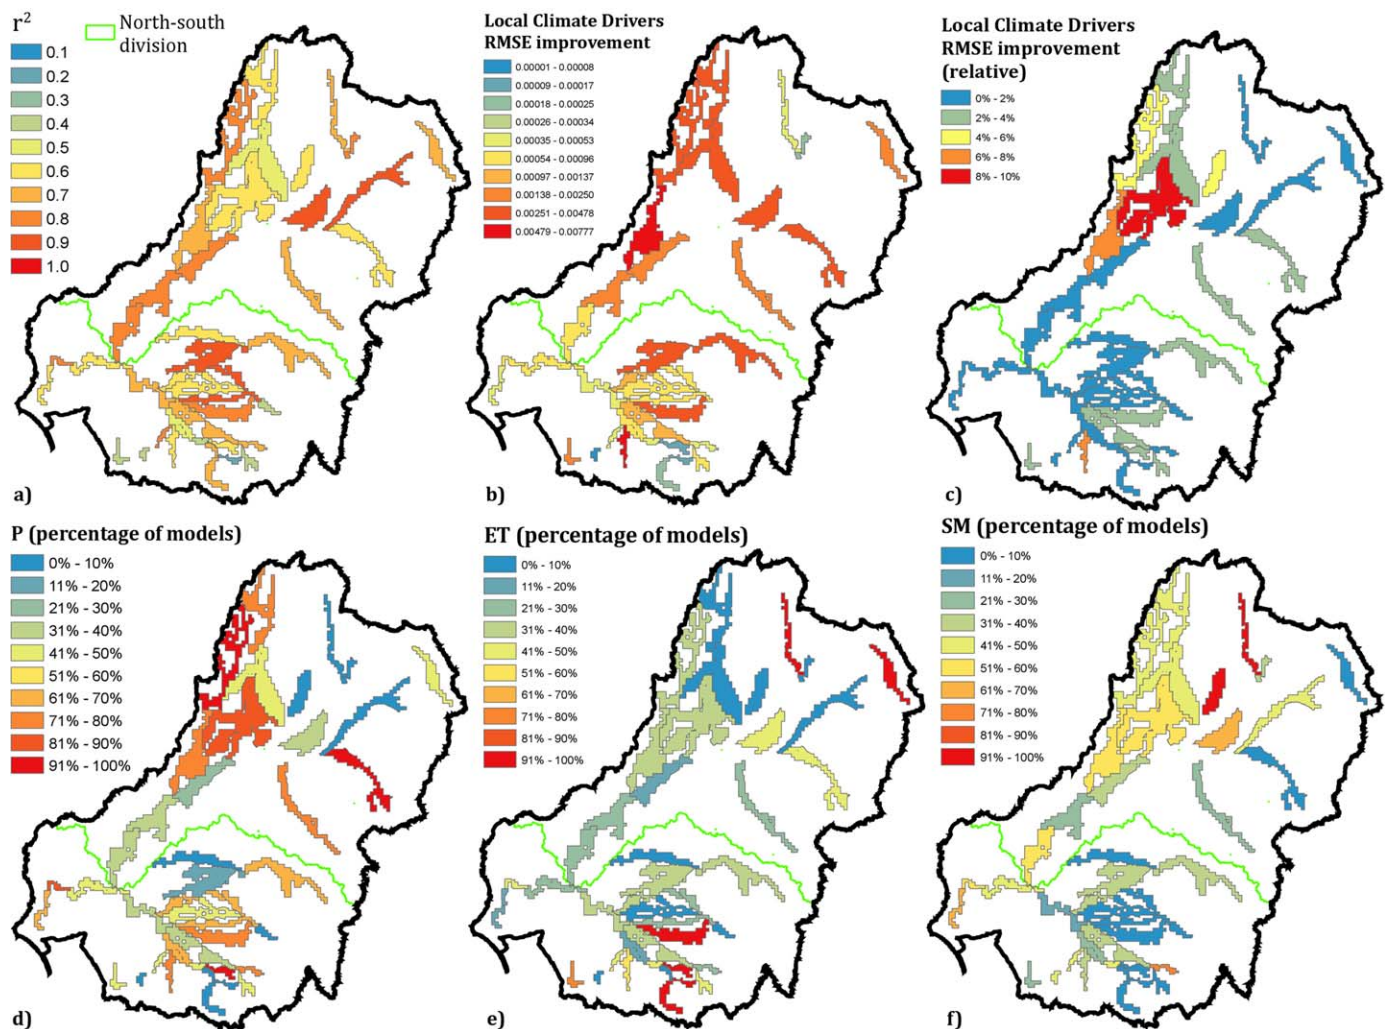 r²
0.1
0.2
0.3
0.4
0.5
0.6
0.7
0.8
0.9
1.0
North-south
division
a)
Local Climate Drivers
RMSE improvement
0.00001 - 0.00008
0.00009 - 0.00017
0.00018 - 0.00025
0.00026 - 0.00034
0.00035 - 0.00053
0.00054 - 0.00096
0.00097 - 0.00137
0.00138 - 0.00250
0.00251 - 0.00478
0.00479 - 0.00777
b)
Local Climate Drivers
RMSE improvement
(relative)
0% - 2%
2% - 4%
4% - 6%
6% - 8%
8% - 10%
c)
P (percentage of models)
0% - 10%
11% - 20%
21% - 30%
31% - 40%
41% - 50%
51% - 60%
61% - 70%
71% - 80%
81% - 90%
91% - 100%
d)
ET (percentage of models)
0% - 10%
11% - 20%
21% - 30%
31% - 40%
41% - 50%
51% - 60%
61% - 70%
71% - 80%
81% - 90%
91% - 100%
e)
SM (percentage of models)
0% - 10%
11% - 20%
21% - 30%
31% - 40%
41% - 50%
51% - 60%
61% - 70%
71% - 80%
81% - 90%
91% - 100%
f)